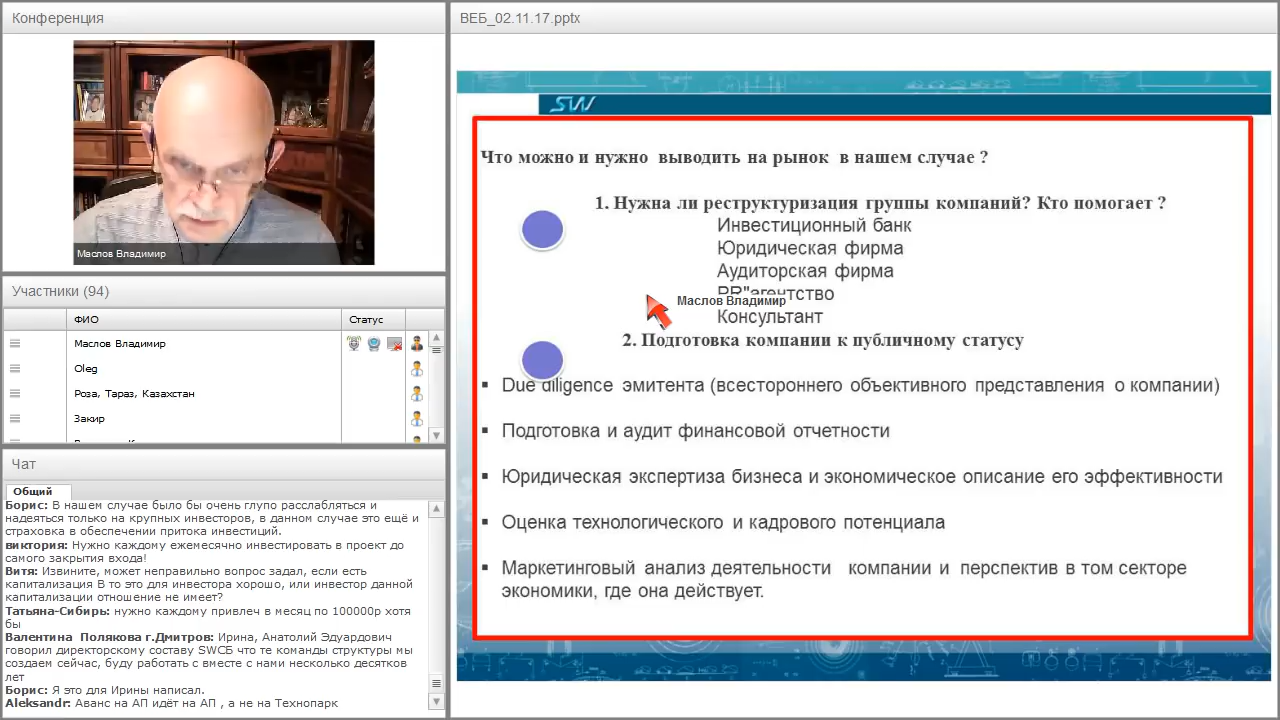 Конференция
Маслов Владимир
Участники (94)
ФИО
Статус
Маслов Владимир
Oleg
Роза, Тараз, Казахстан
Закир
Чат
Общий
Борис: В нашем случае было бы очень глупо расслабляться и
надеяться только на крупных инвесторов, в данном случае это ещё и
страховка в обеспечении притока инвестиций.
виктория: Нужно каждому ежемесячно инвестировать в проект до
самого закрытия входа!
Витя: Извините, может неправильно вопрос задал, если есть
капитализация В то это для инвестора хорошо, или инвестор данной
капитализации отношение не имеет?
Татьяна-Сибирь: нужно каждому привлеч в месяц по 100000р хотя
бы
Валентина Полякова г.Дмитров: Ирина, Анатолий Эдуардович
говорил директорскому составу SWCБ что те команды структуры мы
создаем сейчас, буду работать с вместе с нами несколько десятков
лет
Борис: Я это для Ирины написал.
Aleksandr: Аванс на АП идёт на АП , а не на Технопарк
ВЕБ_02.11.17.pptx
SW
Что можно и нужно выводить на рынок в нашем случае ?
1. Нужна ли реструктуризация группы компаний? Кто помогает ?
Инвестиционный банк
Юридическая фирма
Аудиторская фирма
PR"агентство
Маслов Владимир
Консультант
2. Подготовка компании к публичному статусу
▪ Due diligence эмитента (всестороннего объективного представления о компании)
▪ Подготовка и аудит финансовой отчетности
▪ Юридическая экспертиза бизнеса и экономическое описание его эффективности
▪ Оценка технологического и кадрового потенциала
▪ Маркетинговый анализ деятельности компании и перспектив в том секторе
экономики, где она действует.